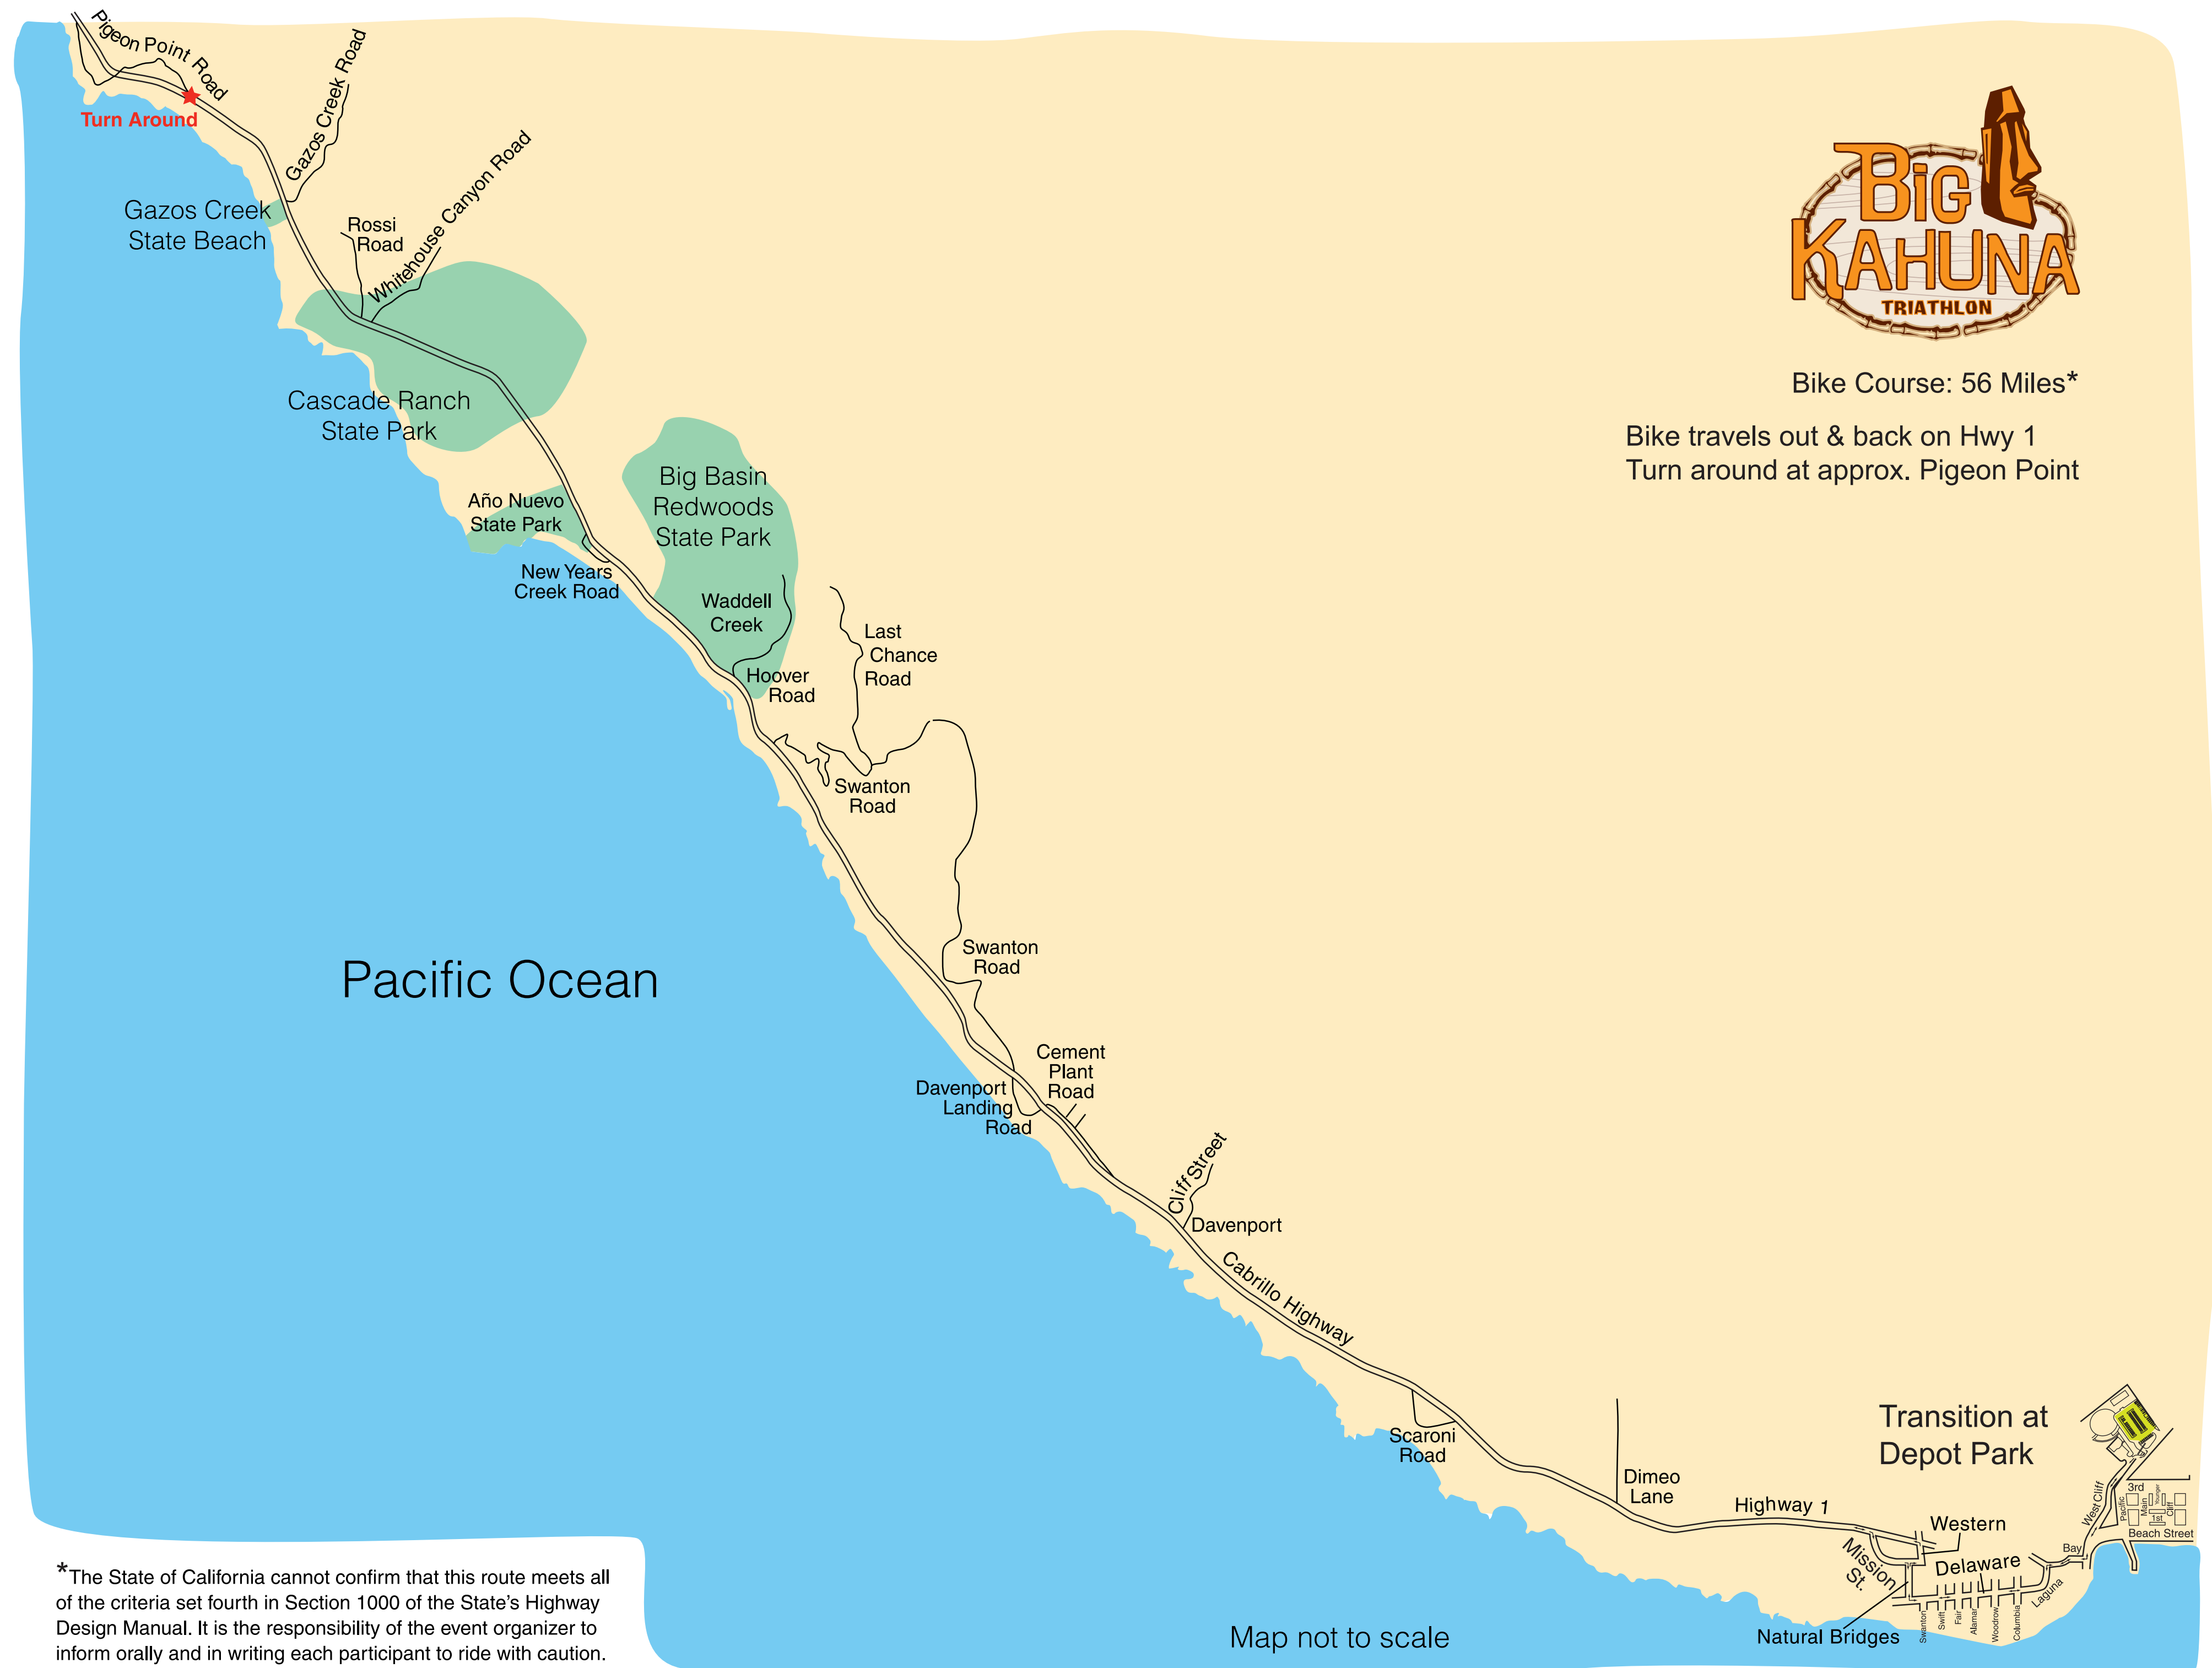 Pigeon Point Road
Turn Around
Gazos Creek Road
Gazos Creek
State Beach
Rossi
Road
Whitehouse Canyon Road
Cascade Ranch
State Park
Año Nuevo
State Park
New Years
Creek Road
Big Basin
Redwoods
State Park
Waddell
Creek
Hoover
Road
Last
Chance
Road
Swanton
Road
Swanton
Road
Cement
Plant
Road
Davenport
Landing
Road
Cliff Street
Davenport
Cabrillo Highway
Scaroni
Road
Dimeo
Lane
Highway 1
Pacific Ocean
BiG
KAHUNA
TRIATHLON
Bike Course: 56 Miles*
Bike travels out & back on Hwy 1
Turn around at approx. Pigeon Point
Transition at
Depot Park
West Cliff
3rd
Pacific
Main
Younger
Cliff
1st
Beach Street
Bay
Western
Mission
St.
Delaware
Laguna
Swanton
Swift
Fair
Alamar
Woodrow
Columbia
Natural Bridges
Map not to scale
*The State of California cannot confirm that this route meets all
of the criteria set fourth in Section 1000 of the State's Highway
Design Manual. It is the responsibility of the event organizer to
inform orally and in writing each participant to ride with caution.